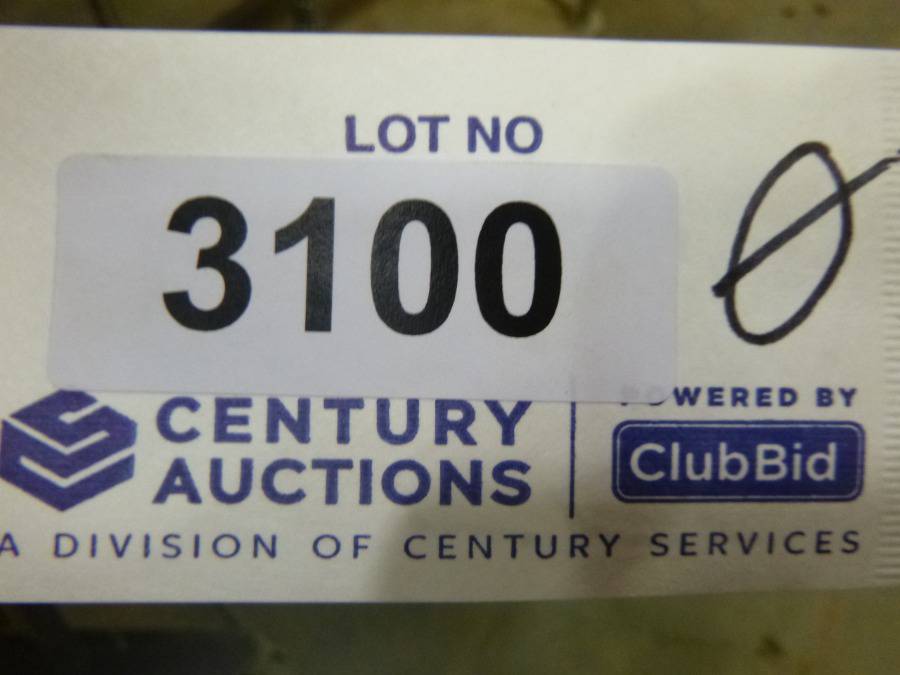 LOT NO
3100
Ø
CENTURY
AUCTIONS
POWERED BY
ClubBid
A DIVISION OF CENTURY SERVICES